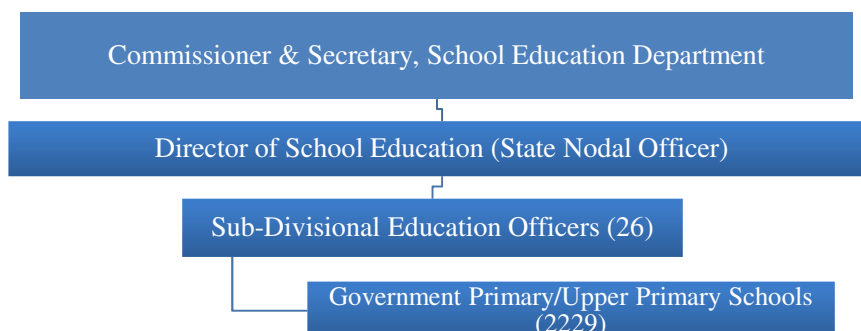 Commissioner & Secretary, School Education Department
Director of School Education (State Nodal Officer)
Sub-Divisional Education Officers (26)
Government Primary/Upper Primary Schools
(2229)